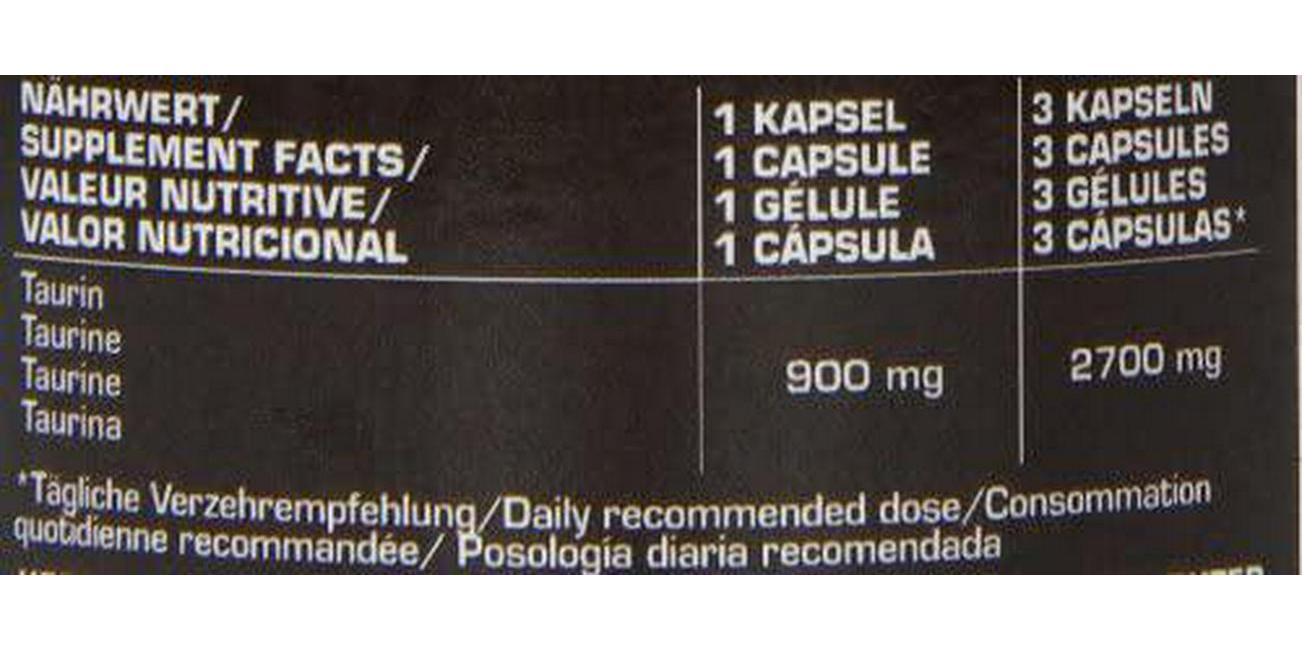 NÄHRWERT/
SUPPLEMENT FACTS/
VALEUR NUTRITIVE/
VALOR NUTRICIONAL
1 KAPSEL
1 CAPSULE
1 GÉLULE
1 CÁPSULA
3 KAPSELN
3 CAPSULES
3 GÉLULES
3 CÁPSULAS*
Taurin
Taurine
Taurine
Taurina
900 mg
2700 mg
*Tägliche Verzehrempfehlung/Daily recommended dose/Consommation
quotidienne recommandée/ Posología diaria recomendada